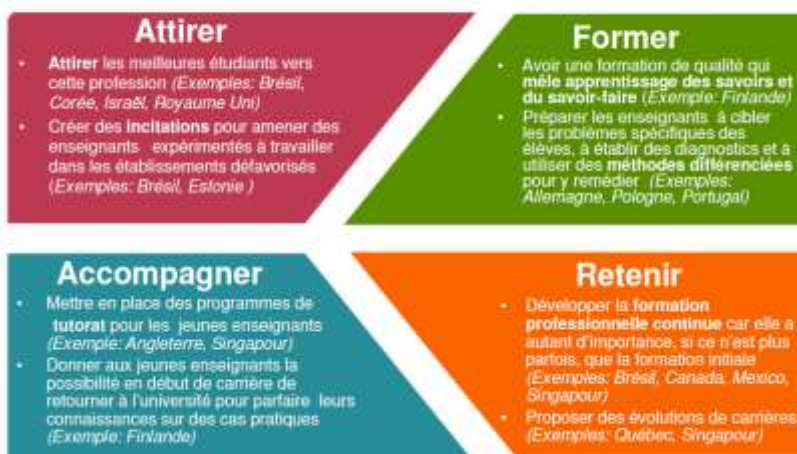 Attirer
• Attirer les meilleures étudiants vers
cette profession (Exemples: Brésil,
Corée, Israël, Royaume Uni)
• Créer des incitations pour amener des
enseignants expérimentés à travailler
dans les établissements défavorisés
(Exemples: Brésil, Estonie )
Former
• Avoir une formation de qualité qui
mêle apprentissage des savoirs et
du savoir-faire (Exemple: Finlande)
• Préparer les enseignants à cibler
les problèmes spécifiques des
élèves, à établir des diagnostics et à
utiliser des méthodes différenciées
pour y remédier (Exemples:
Allemagne, Pologne, Portugal)
Accompagner
• Mettre en place des programmes de
tutorat pour les jeunes enseignants
(Exemple: Angleterre, Singapour)
• Donner aux jeunes enseignants la
possibilité en début de carrière de
retourner à l'université pour parfaire leurs
connaissances sur des cas pratiques
(Exemple: Finlande)
Retenir
• Développer la formation
professionnelle continue car elle a
autant d'importance, si ce n'est plus
parfois, que la formation initiale
(Exemples: Brésil, Canada, Mexico,
Singapour)
• Proposer des évolutions de carrières
(Exemples: Québec, Singapour)